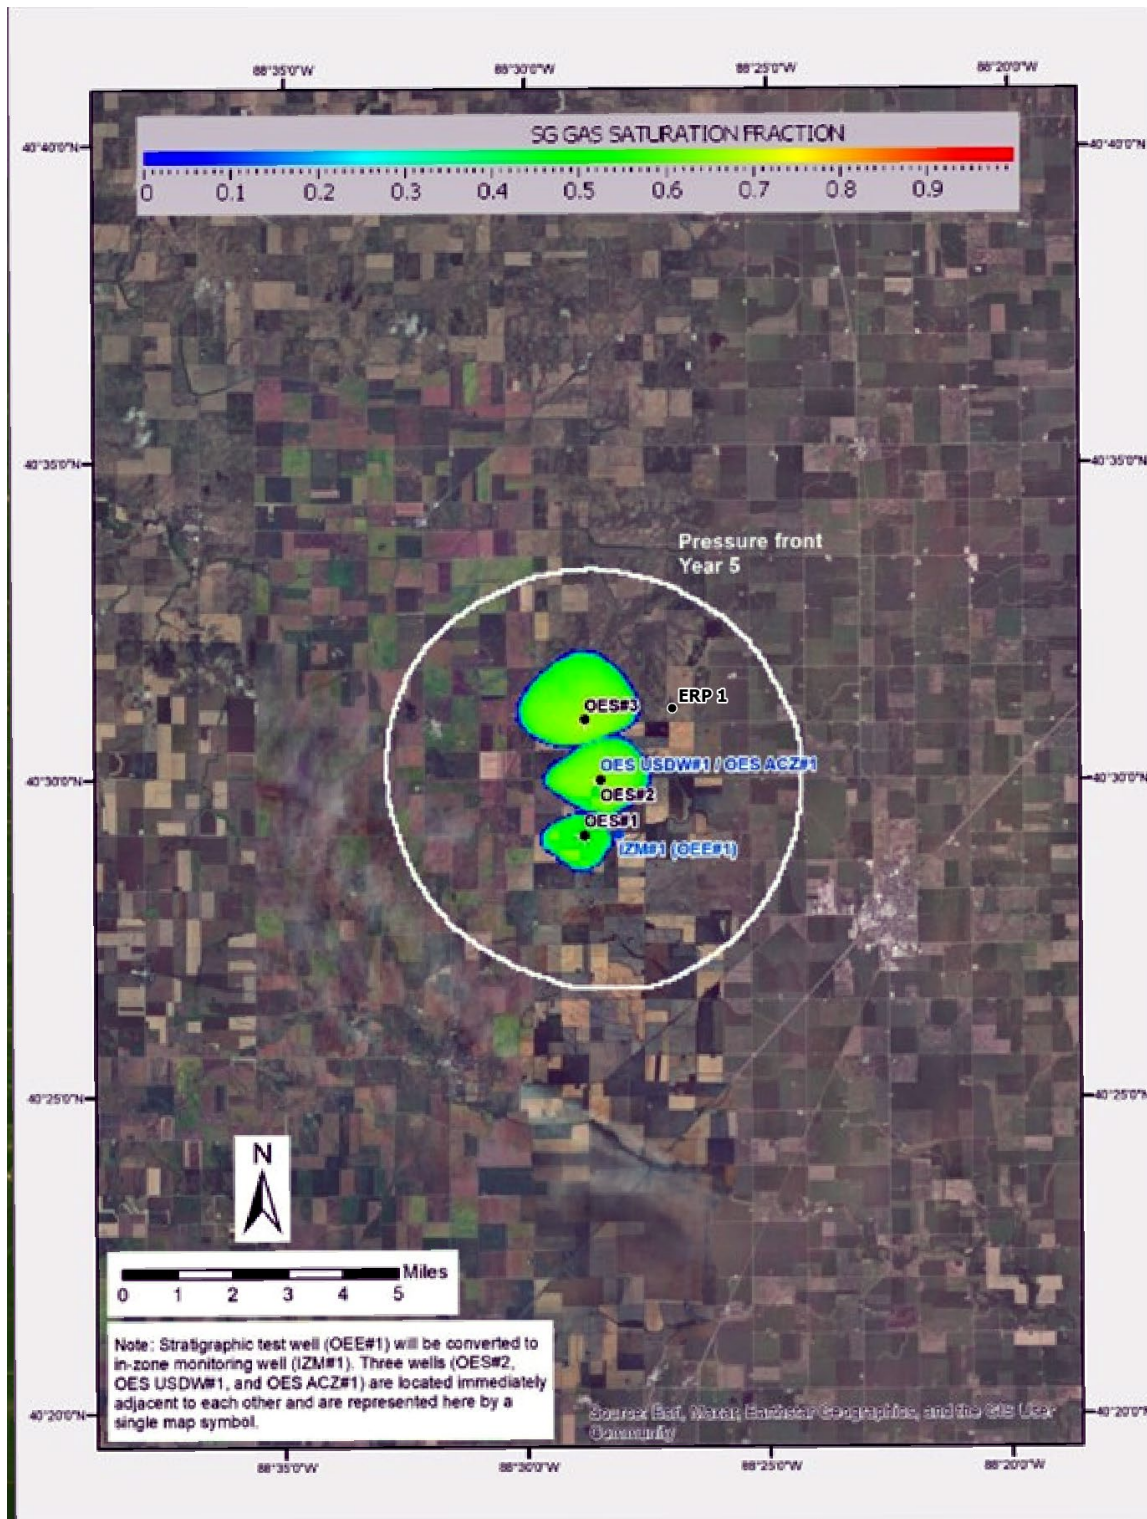 88°35'0"W 88°30'0"W 88°25'0"W 88°20'0"W
SG GAS SATURATION FRACTION
0 0.1 0.2 0.3 0.4 0.5 0.6 0.7 0.8 0.9
40°40'0"N 40°40'0"N
40°35'0"N 40°35'0"N
Pressure front
Year 5
ERP 1
OES#3
OES USDW#1 / OES ACZ#1
40°30'0"N 40°30'0"N
OES#2
OES#1
IZM#1 (OEE#1)
40°25'0"N 40°25'0"N
N
Miles
0 1 2 3 4 5
Note: Stratigraphic test well (OEE#1) will be converted to
in-zone monitoring well (IZM#1). Three wells (OES#2,
OES USDW#1, and OES ACZ#1) are located immediately
adjacent to each other and are represented here by a
single map symbol.
40°20'0"N 40°20'0"N
Source: Esri, Maxar, Earthstar Geographics, and the GIS User
Community
88°35'0"W 88°30'0"W 88°25'0"W 88°20'0"W